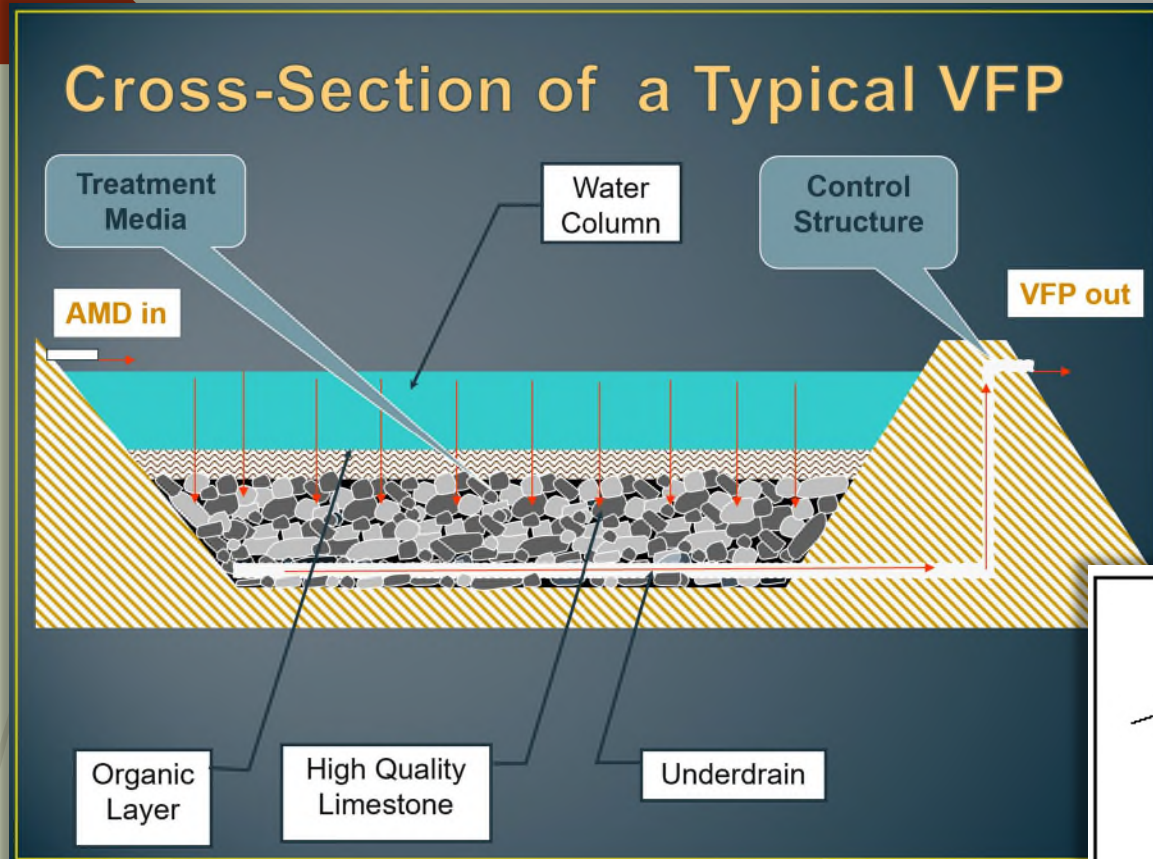 Cross-Section of a Typical VFP
Treatment
Media
Water
Column
Control
Structure
AMD in
VFP out
Organic
Layer
High Quality
Limestone
Underdrain